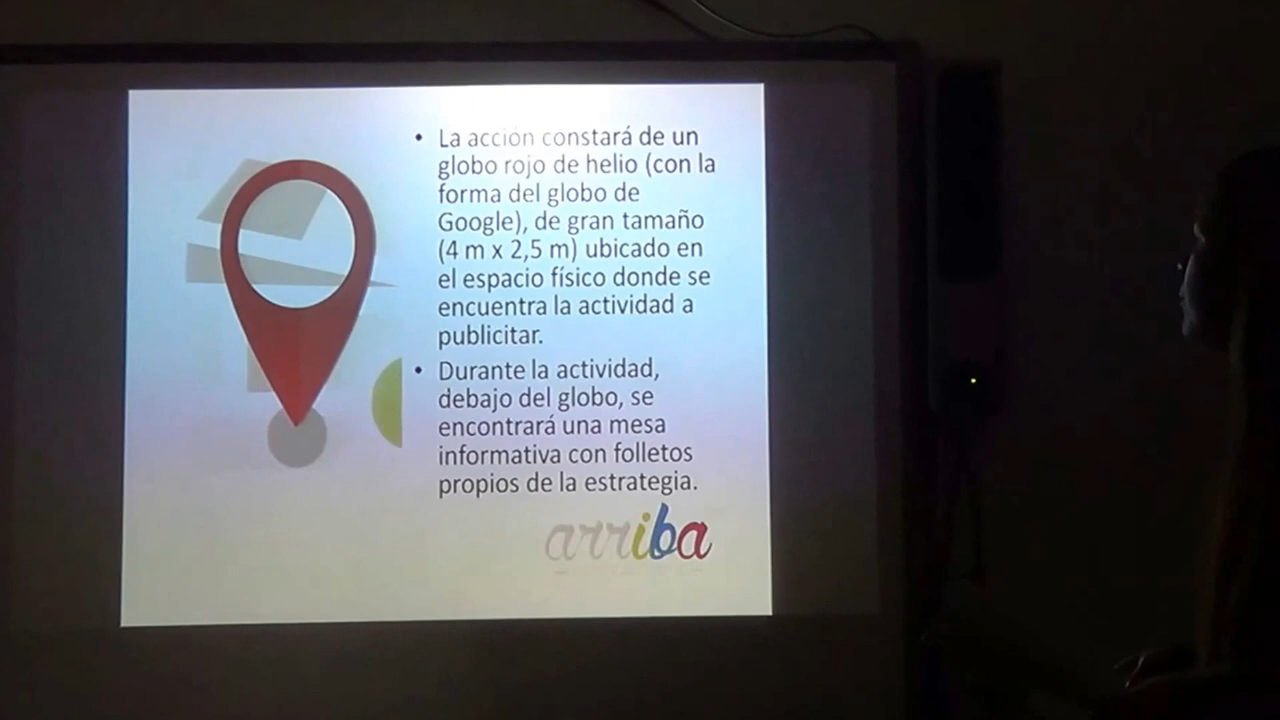 • La acción constará de un
globo rojo de helio (con la
forma del globo de
Google), de gran tamaño
(4 m x 2,5 m) ubicado en
el espacio físico donde se
encuentra la actividad a
publicitar.
• Durante la actividad,
debajo del globo, se
encontrará una mesa
informativa con folletos
propios de la estrategia.
arriba